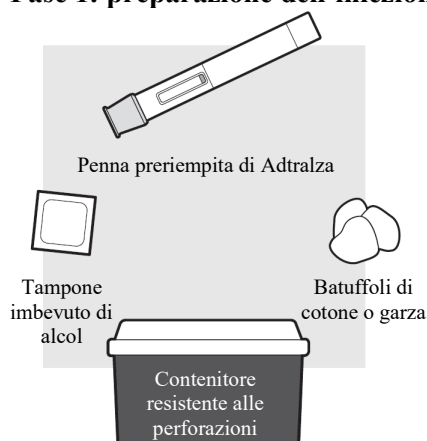 Fase 1: preparazione dell'iniezione
Penna preriempita di Adtralza
Tampone
imbevuto di
alcol
Batuffoli di
cotone o garza
Contenitore
resistente alle
perforazioni